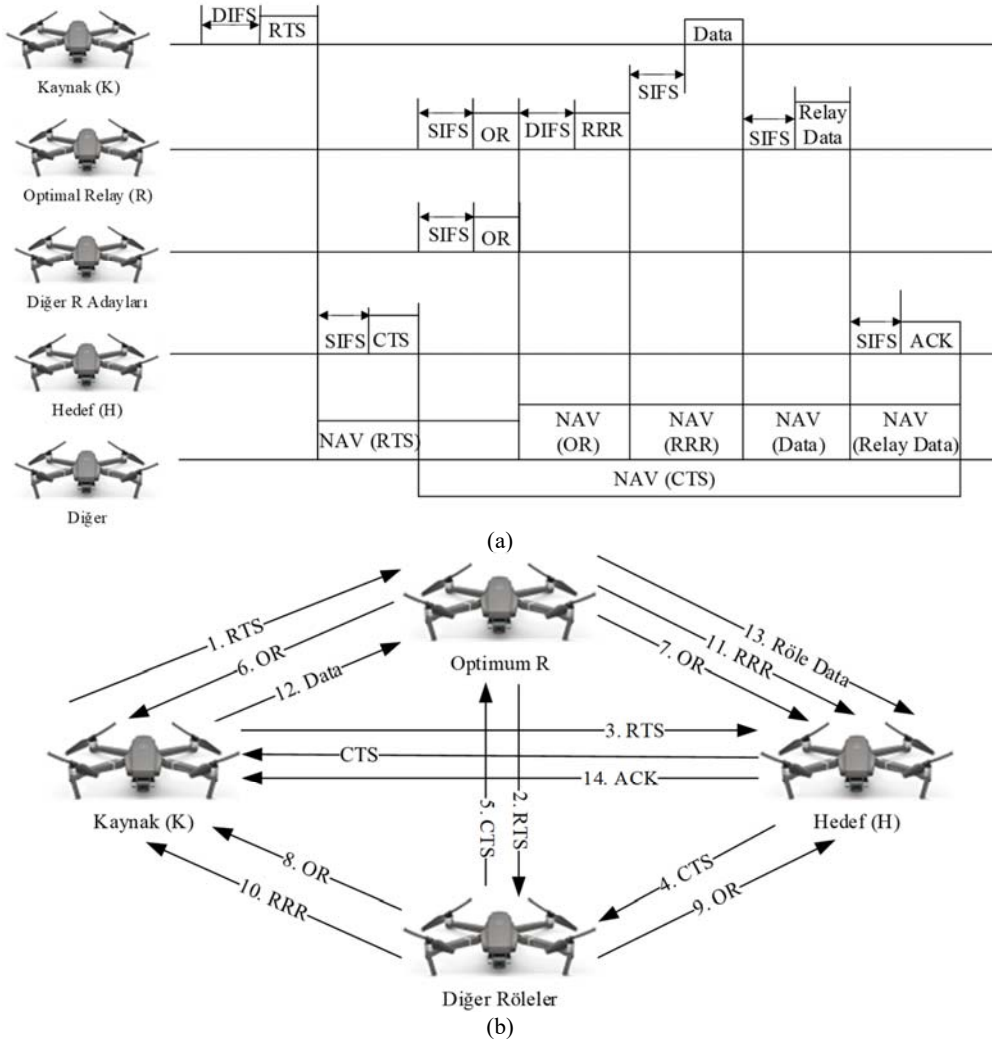 DIFS
RTS
Data
Kaynak (K)
SIFS
SIFS
OR
DIFS
RRR
SIFS
Relay
Data
Optimal Relay (R)
SIFS
OR
Diğer R Adayları
SIFS
CTS
SIFS
ACK
Hedef (H)
NAV (RTS)
NAV
(OR)
NAV
(RRR)
NAV
(Data)
NAV
(Relay Data)
NAV (CTS)
Diğer
(a)
1. RTS
6. OR
12. Data
Optimum R
7. OR
11. RRR
13. Röle Data
3. RTS
CTS
14. ACK
Kaynak (K)
5. CTS
2. RTS
Hedef (H)
8. OR
10. RRR
4. CTS
9. OR
Diğer Röleler
(b)